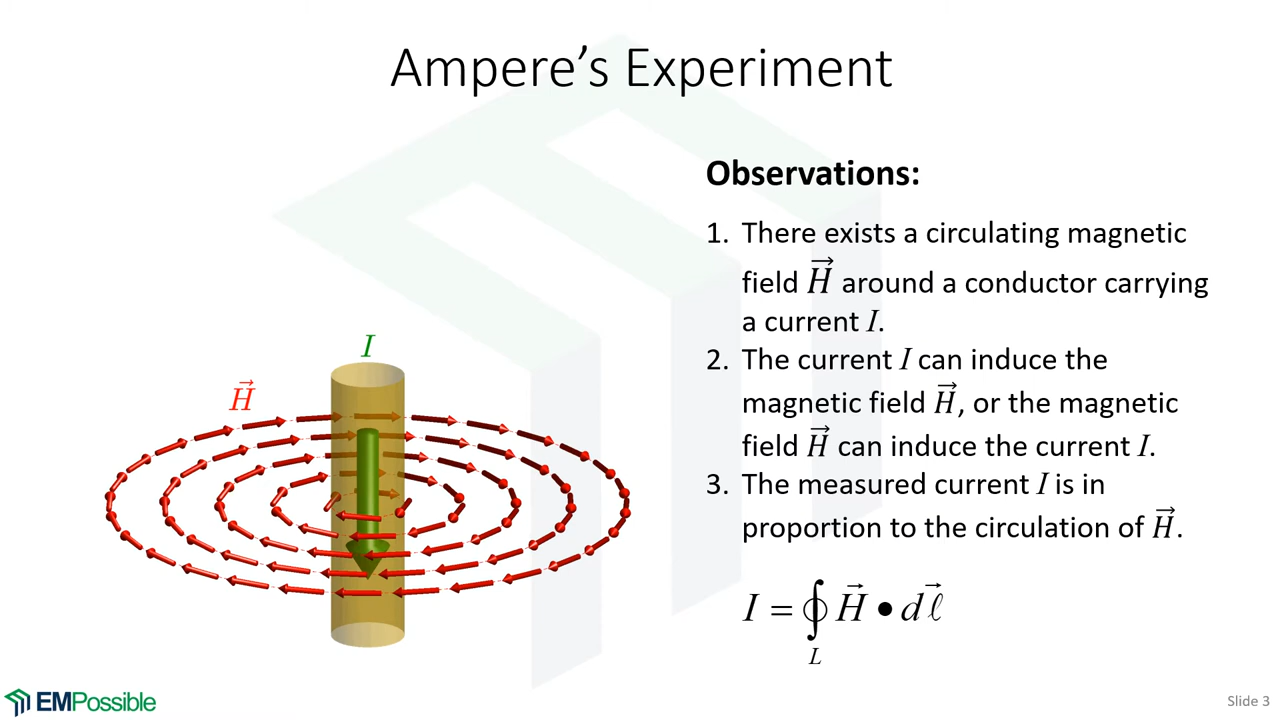 Ampere’s Experiment
Observations:
1. There exists a circulating magnetic
field H⃗ around a conductor carrying
a current I.
2. The current I can induce the
magnetic field H⃗, or the magnetic
field H⃗ can induce the current I.
3. The measured current I is in
proportion to the circulation of H⃗.
I = ∮ H⃗ • dℓ⃗
L
I
H⃗
EMPossible
Slide 3